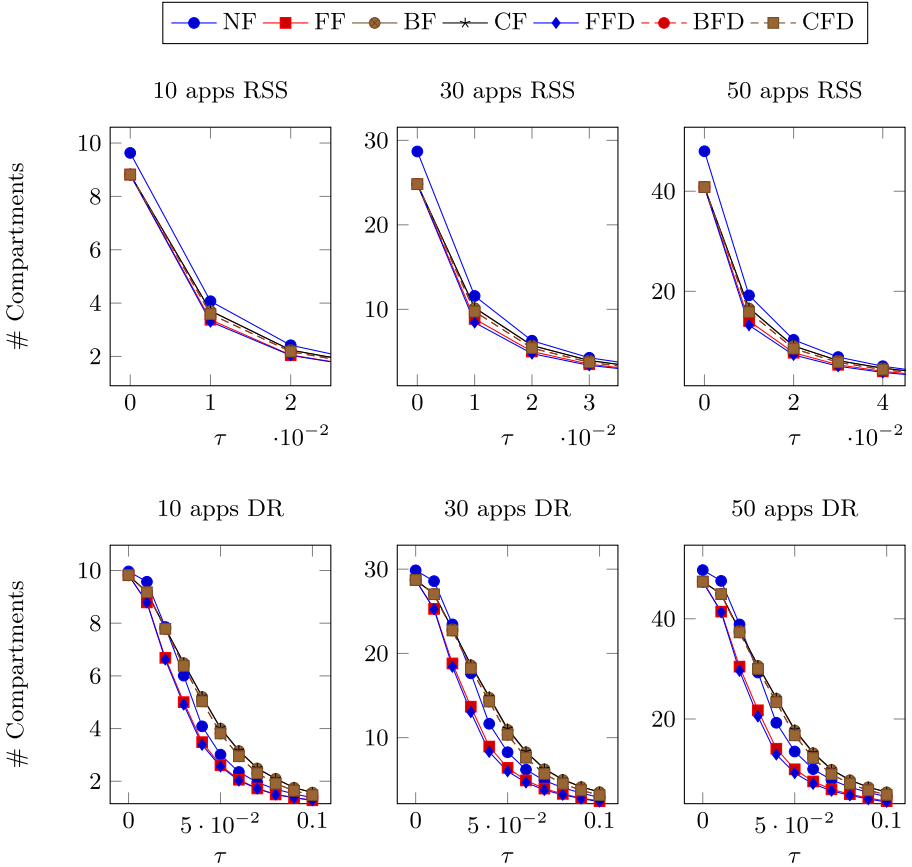 NF FF BF CF FFD BFD CFD
10 apps RSS 30 apps RSS 50 apps RSS
# Compartments
10
8
6
4
2
0 1 2
τ ·10⁻²
30
20
10
0 1 2 3
τ ·10⁻²
40
20
0 2 4
τ ·10⁻²
10 apps DR 30 apps DR 50 apps DR
# Compartments
10
8
6
4
2
0 5·10⁻² 0.1
τ
30
20
10
0 5·10⁻² 0.1
τ
40
20
0 5·10⁻² 0.1
τ